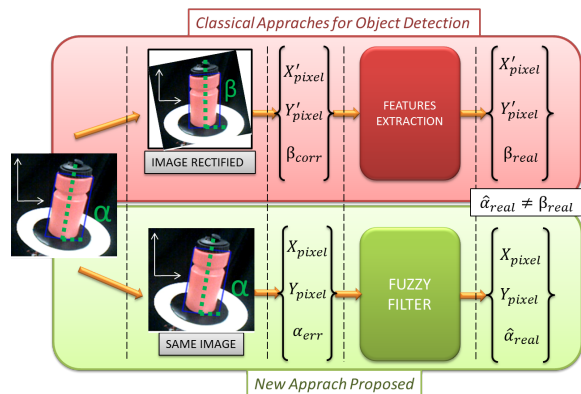 Classical Appraches for Object Detection
β
IMAGE RECTIFIED
X′pixel
Y′pixel
βcorr
FEATURES
EXTRACTION
X′pixel
Y′pixel
βreal
α
α̂real ≠ βreal
α
SAME IMAGE
Xpixel
Ypixel
αerr
FUZZY
FILTER
Xpixel
Ypixel
α̂real
New Apprach Proposed